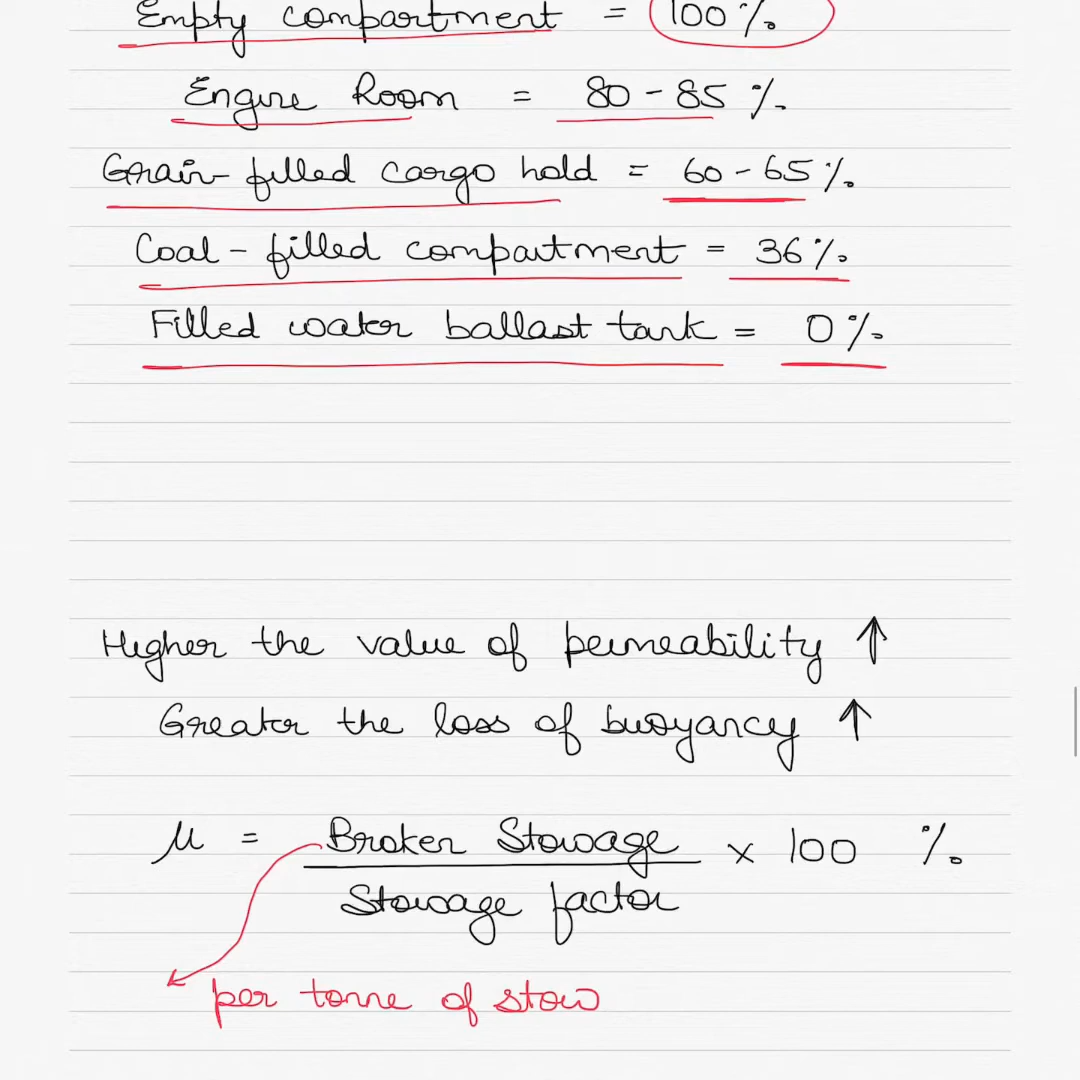 Empty compartment = 100 %.
Engine Room = 80 - 85 %.
Grain-filled cargo hold = 60 - 65 %.
Coal - filled compartment = 36 %.
Filled water ballast tank = 0 %.
Higher the value of permeability ↑
Greater the loss of buoyancy ↑
μ = Broken Stowage / Stowage factor × 100 %.
per tonne of stow